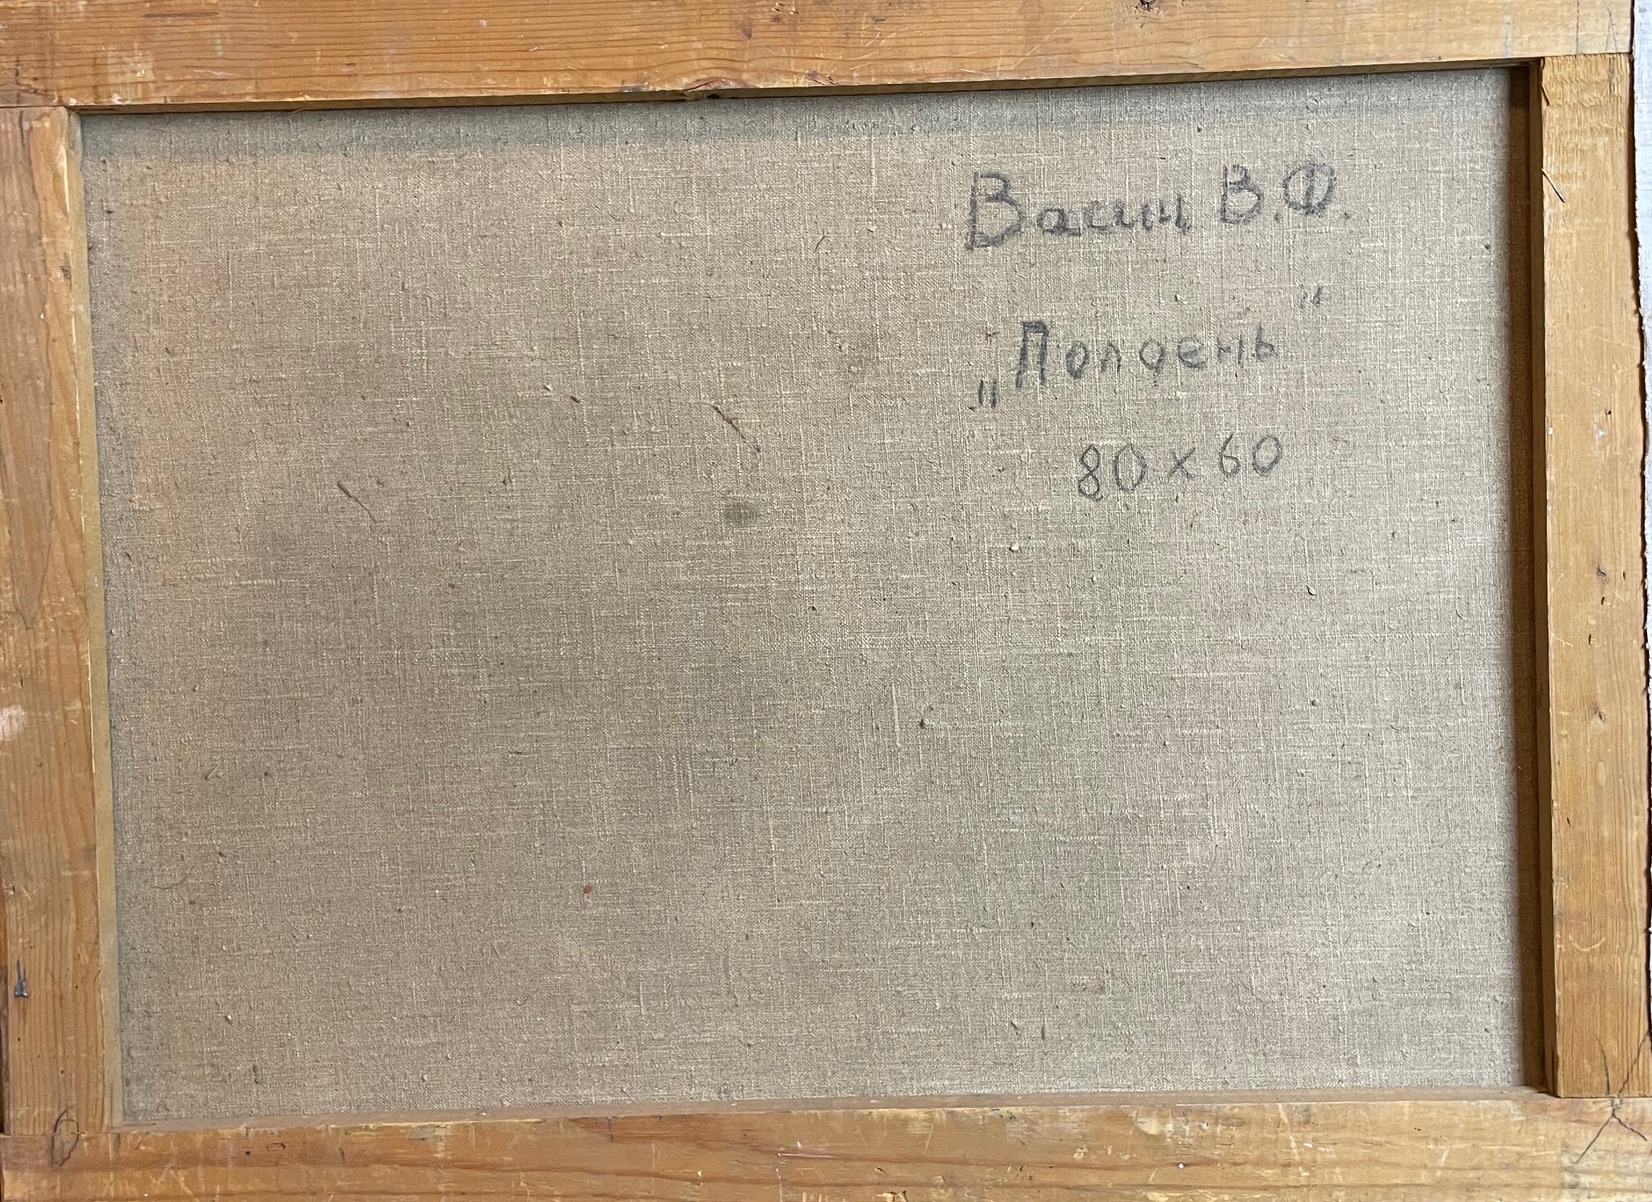 Васин В.Ф.
„Полдень“
80 x 60